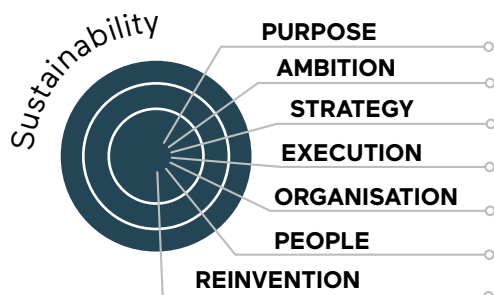 Sustainability
PURPOSE
AMBITION
STRATEGY
EXECUTION
ORGANISATION
PEOPLE
REINVENTION